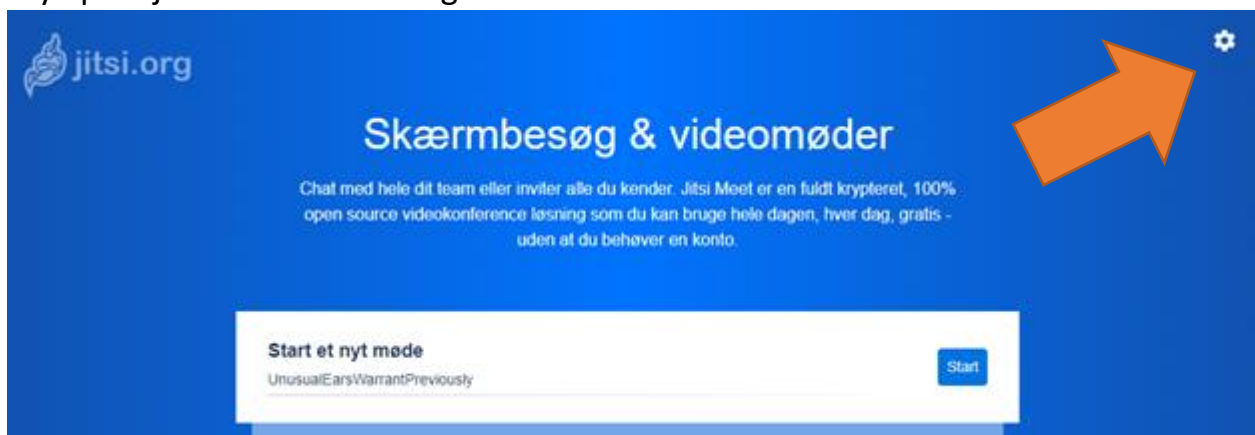 jitsi.org
Skærmbesøg & videomøder
Chat med hele dit team eller inviter alle du kender. Jitsi Meet er en fuldt krypteret, 100%
open source videokonference løsning som du kan bruge hele dagen, hver dag, gratis -
uden at du behøver en konto.
Start et nyt møde
UnusualEarsWarrantPreviously
Start